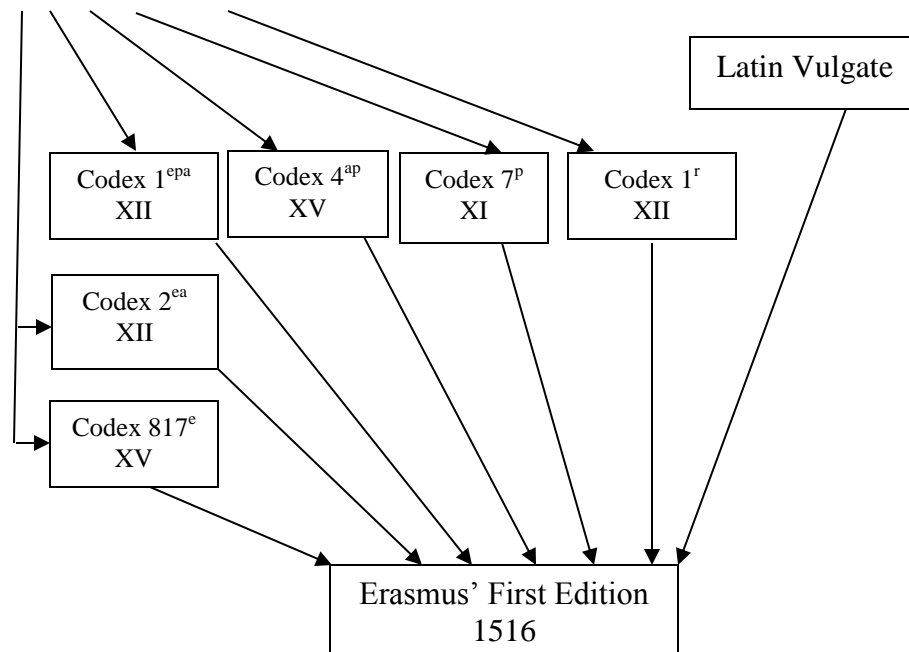 Latin Vulgate
Codex 1ᵉᵖᵃ
XII
Codex 4ᵃᵖ
XV
Codex 7ᵖ
XI
Codex 1ʳ
XII
Codex 2ᵉᵃ
XII
Codex 817ᵉ
XV
Erasmus’ First Edition
1516